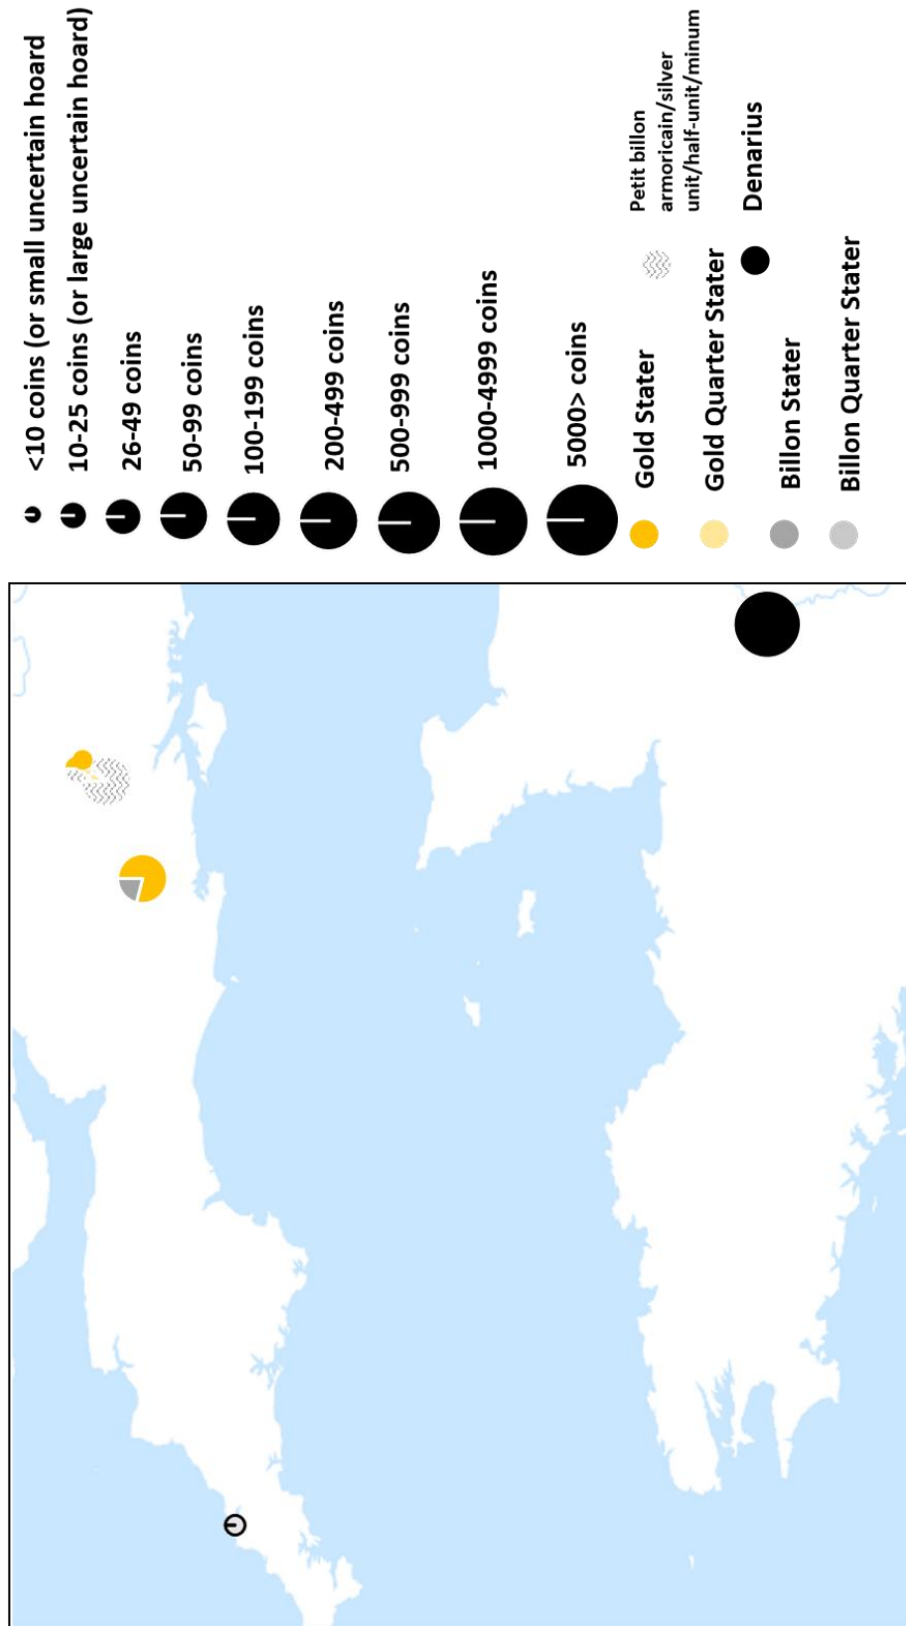 <10 coins (or small uncertain hoard
10-25 coins (or large uncertain hoard)
26-49 coins
50-99 coins
100-199 coins
200-499 coins
500-999 coins
1000-4999 coins
5000> coins
Gold Stater
Gold Quarter Stater
Billon Stater
Billon Quarter Stater
Petit billon
armoricain/silver
unit/half-unit/minum
Denarius